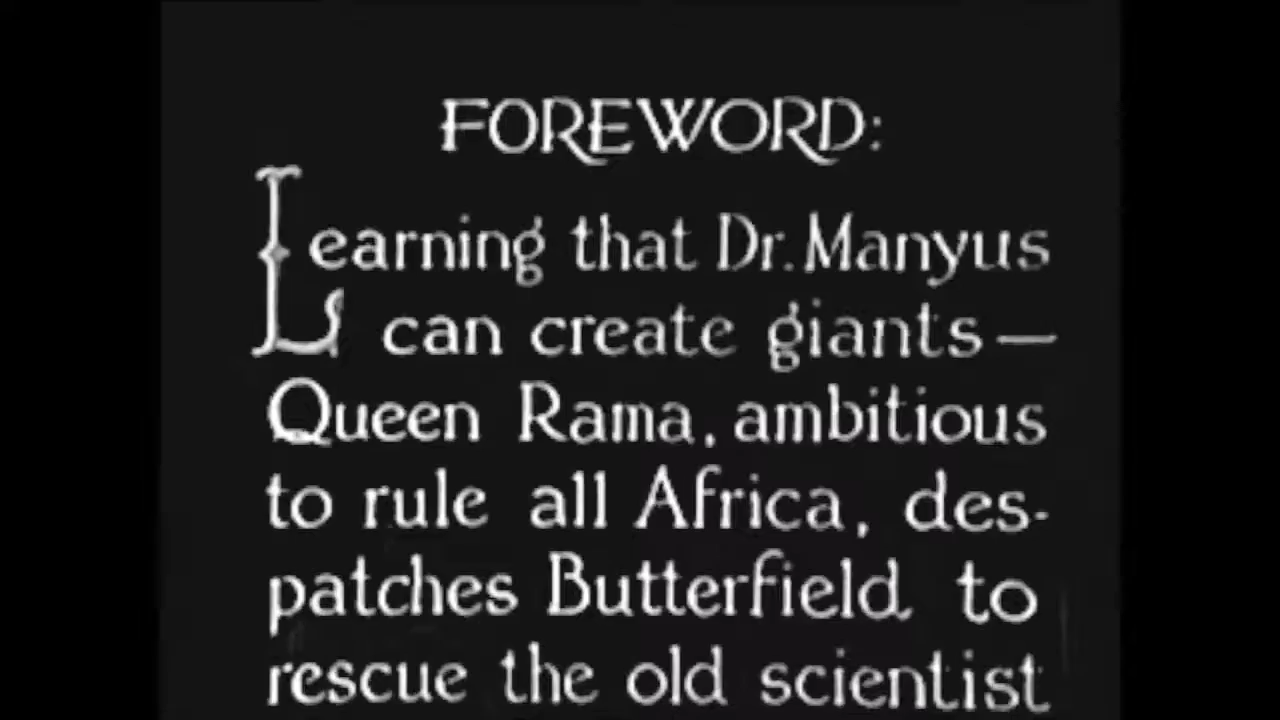 FOREWORD:
Learning that Dr. Manyus
can create giants—
Queen Rama, ambitious
to rule all Africa, des-
patches Butterfield to
rescue the old scientist